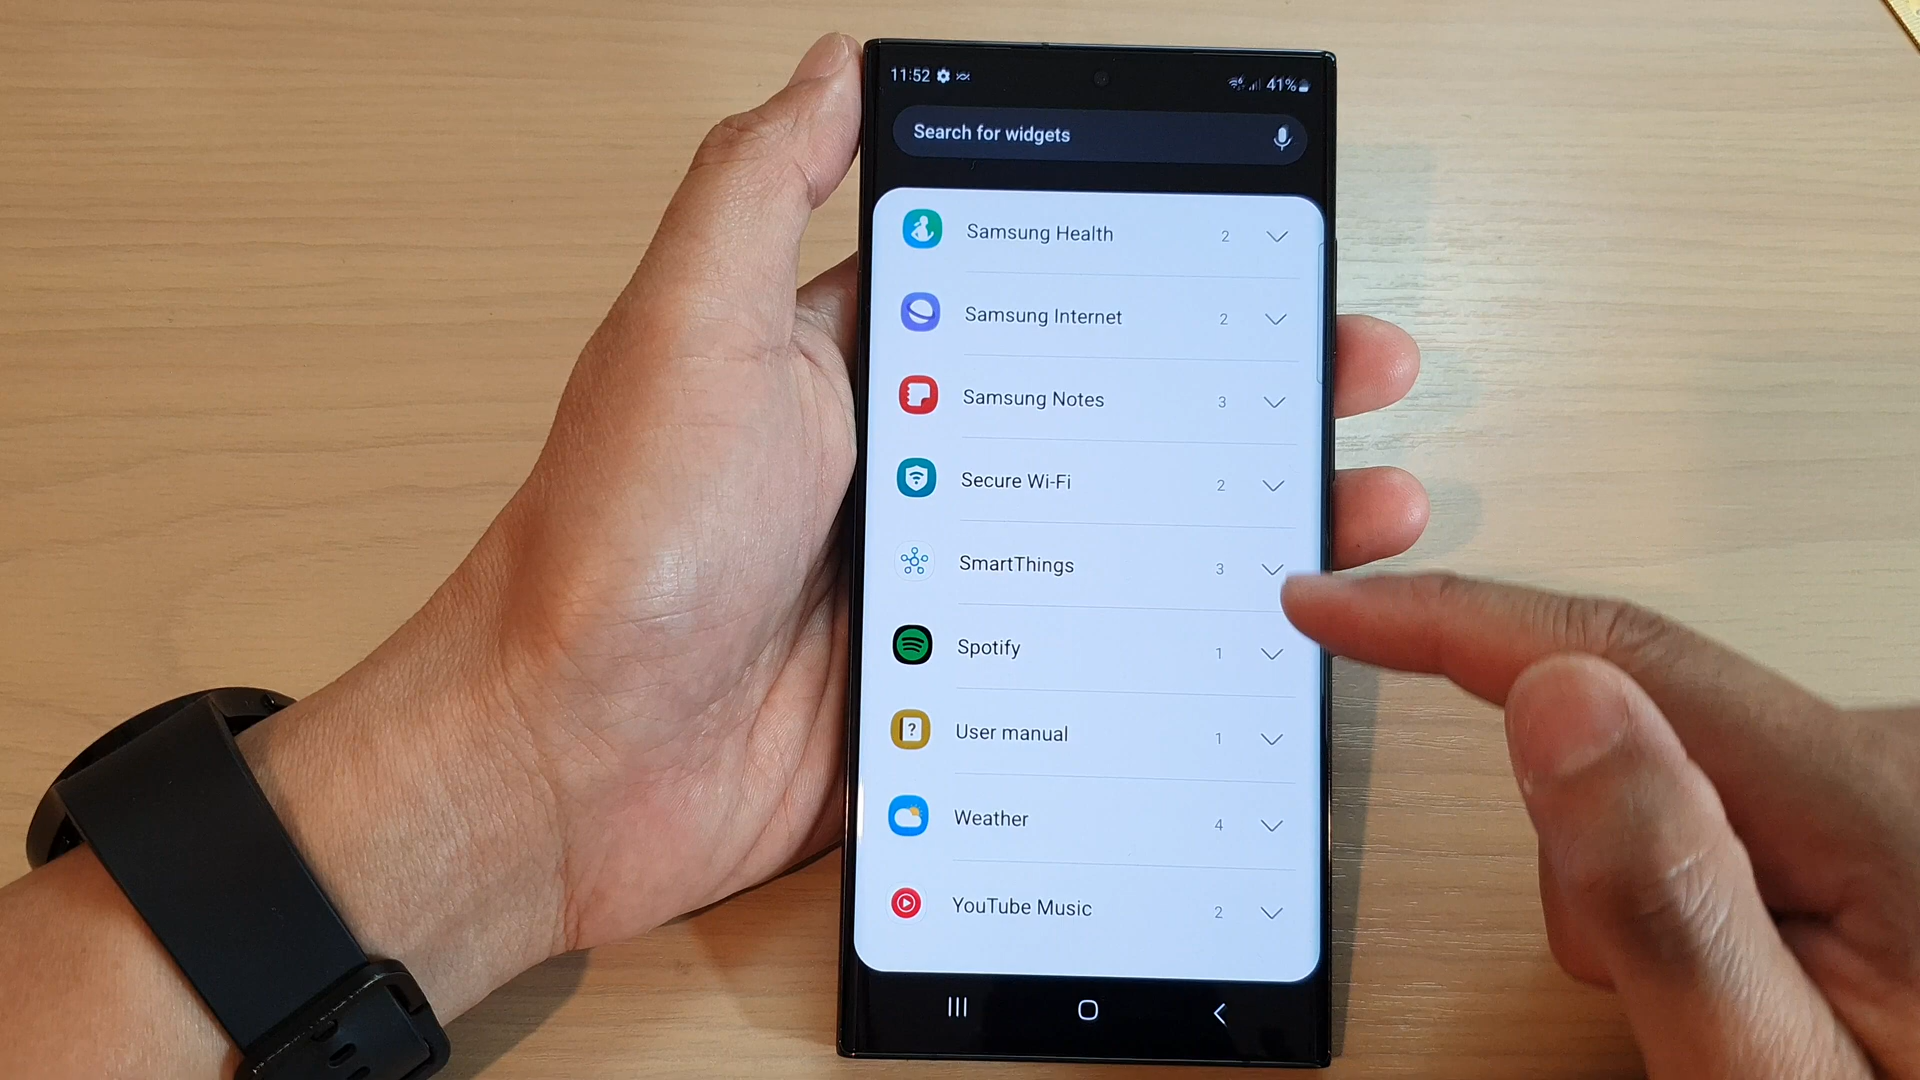 11:52 41%
Search for widgets
Samsung Health 2
Samsung Internet 2
Samsung Notes 3
Secure Wi-Fi 2
SmartThings 3
Spotify 1
User manual 1
Weather 4
YouTube Music 2